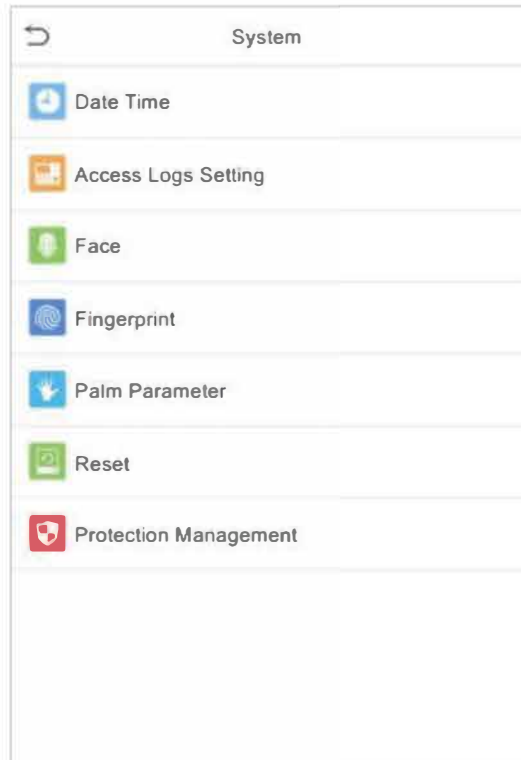 System
Date Time
Access Logs Setting
Face
Fingerprint
Palm Parameter
Reset
Protection Management